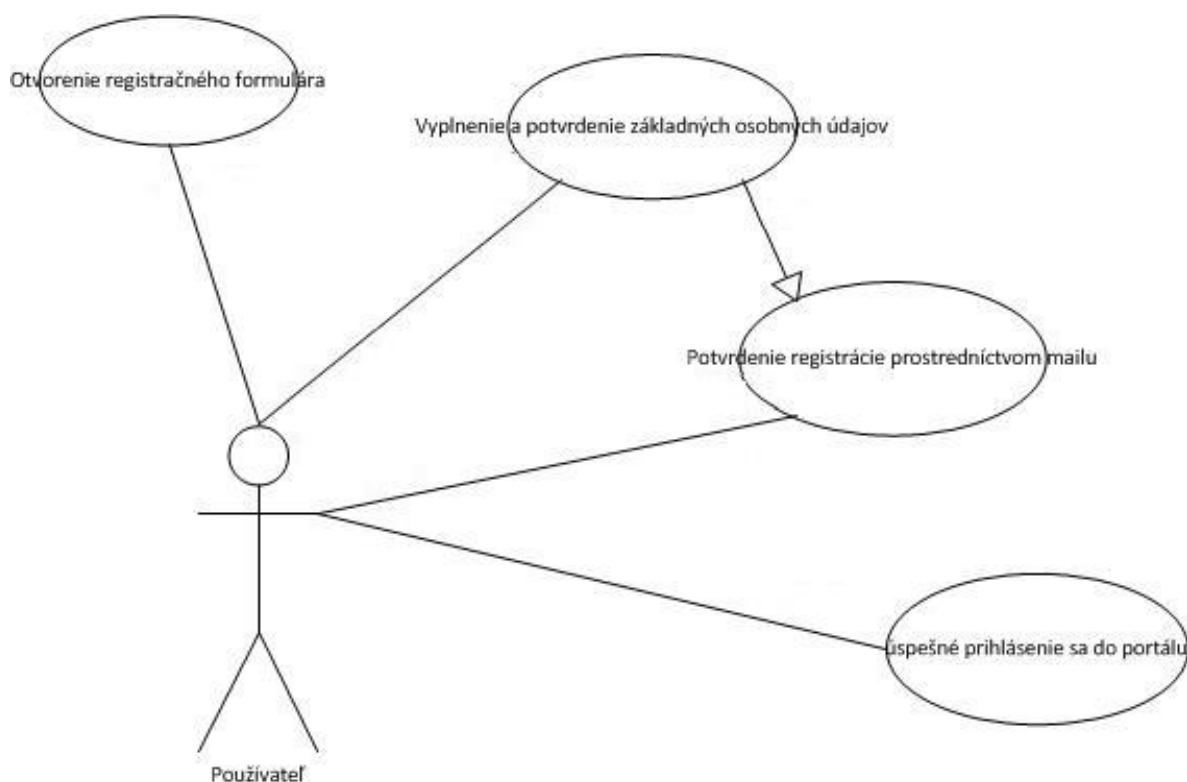 Otvorenie registračného formulára
Vyplnenie a potvrdenie základných osobných údajov
Potvrdenie registrácie prostredníctvom mailu
úspešné prihlásenie sa do portálu
Používateľ